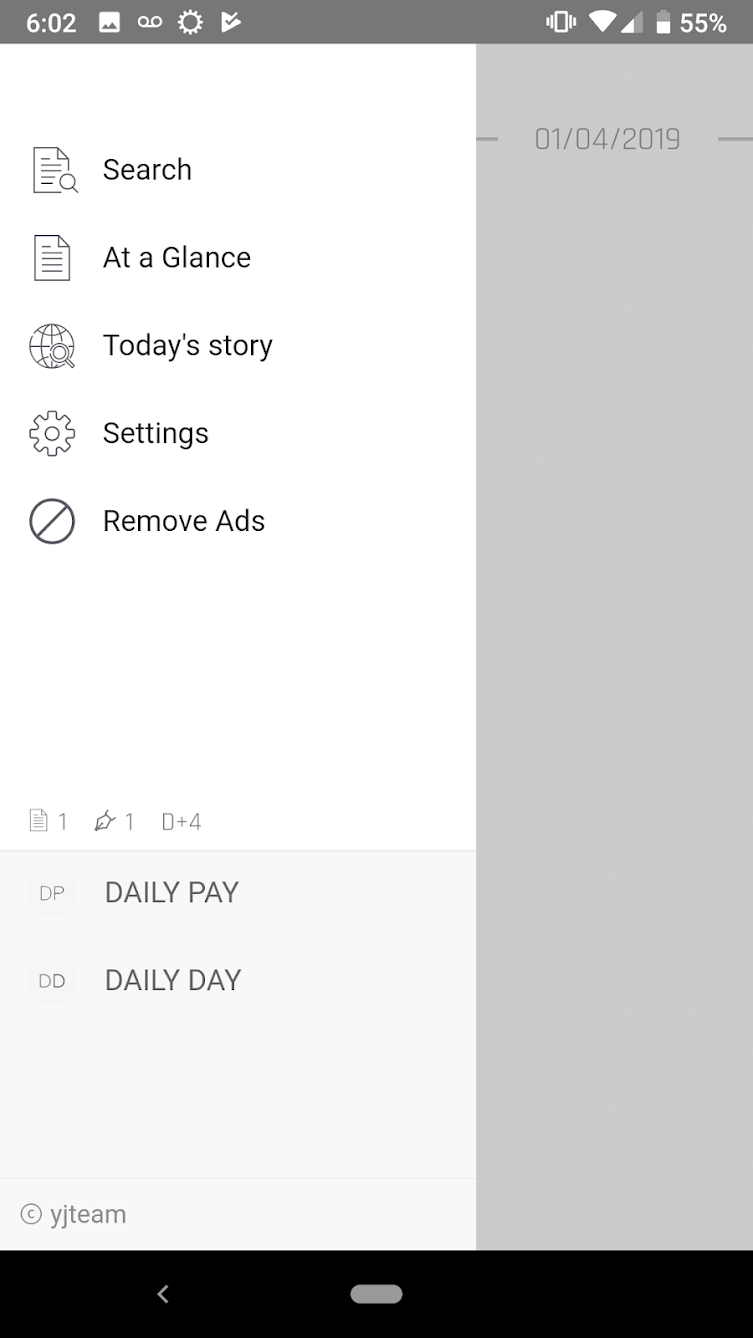 6:02
55%
01/04/2019
Search
At a Glance
Today's story
Settings
Remove Ads
1 1 D+4
DP DAILY PAY
DD DAILY DAY
© yjteam